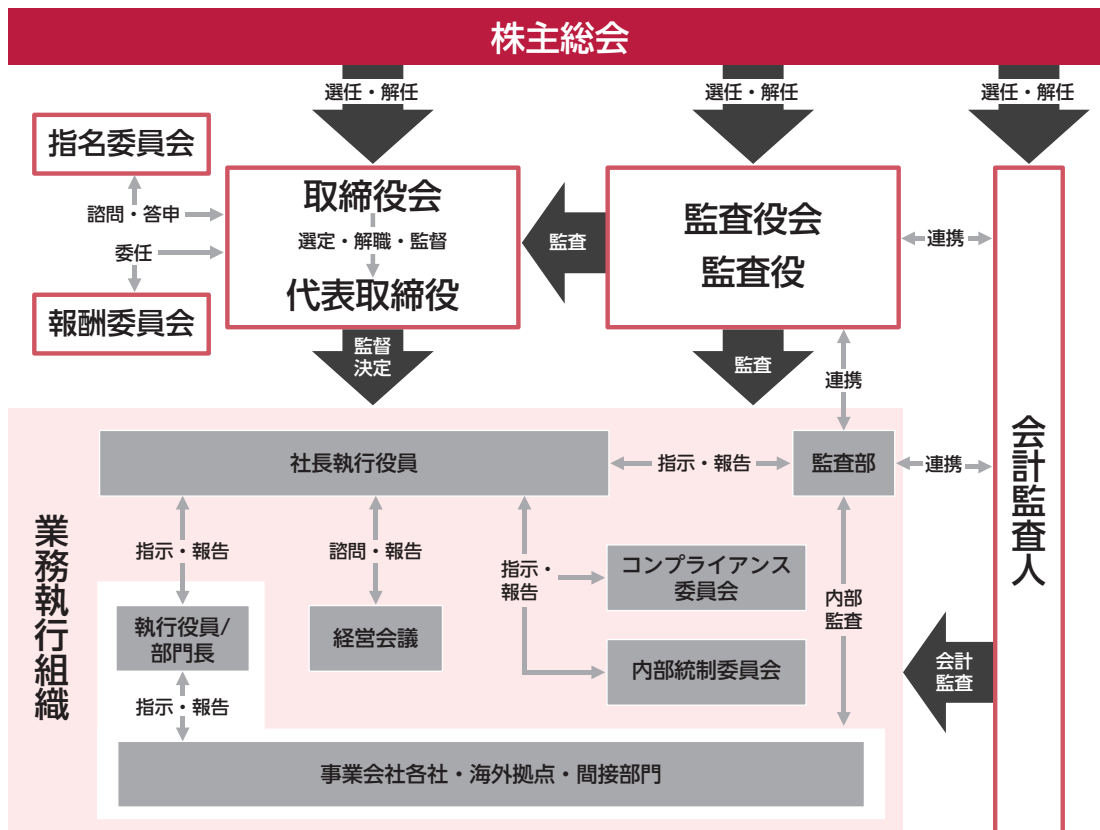 株主総会
選任・解任
選任・解任
選任・解任
指名委員会
諮問・答申
委任
報酬委員会
取締役会
選定・解職・監督
代表取締役
監査
監査役会
監査役
連携
監督
決定
監査
連携
会計監査人
業務執行組織
社長執行役員
指示・報告
監査部
連携
指示・報告
諮問・報告
指示・
報告
コンプライアンス
委員会
内部
監査
執行役員/
部門長
経営会議
内部統制委員会
会計
監査
指示・報告
事業会社各社・海外拠点・間接部門